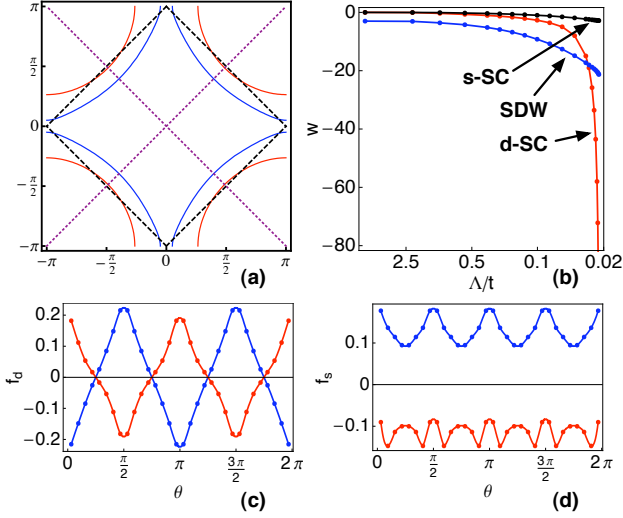 π
π/2
0
−π/2
−π
−π
−π/2
0
π/2
π
(a)
0
−20
−40
−60
−80
w
s-SC
SDW
d-SC
2.5
0.5
0.1
0.02
Λ/t
(b)
0.2
0.1
0
-0.1
-0.2
f_d
0
π/2
π
3π/2
2π
θ
(c)
0.1
0
−0.1
f_s
0
π/2
π
3π/2
2π
θ
(d)